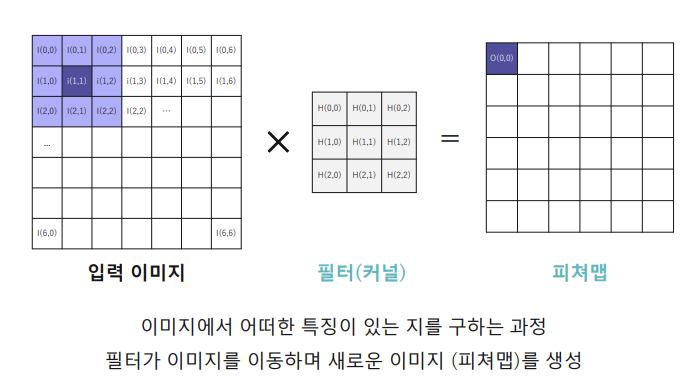 I(0,0) I(0,1) I(0,2) I(0,3) I(0,4) I(0,5) I(0,6)
I(1,0) i(1,1) i(1,2) i(1,3) I(1,4) I(1,5) I(1,6)
I(2,0) I(2,1) I(2,2) I(2,2) ...
...
I(6,0) I(6,6)
입력 이미지
×
H(0,0) H(0,1) H(0,2)
H(1,0) H(1,1) H(1,2)
H(2,0) H(2,1) H(2,2)
필터(커널)
=
O(0,0)
피쳐맵
이미지에서 어떠한 특징이 있는 지를 구하는 과정
필터가 이미지를 이동하며 새로운 이미지 (피쳐맵)를 생성